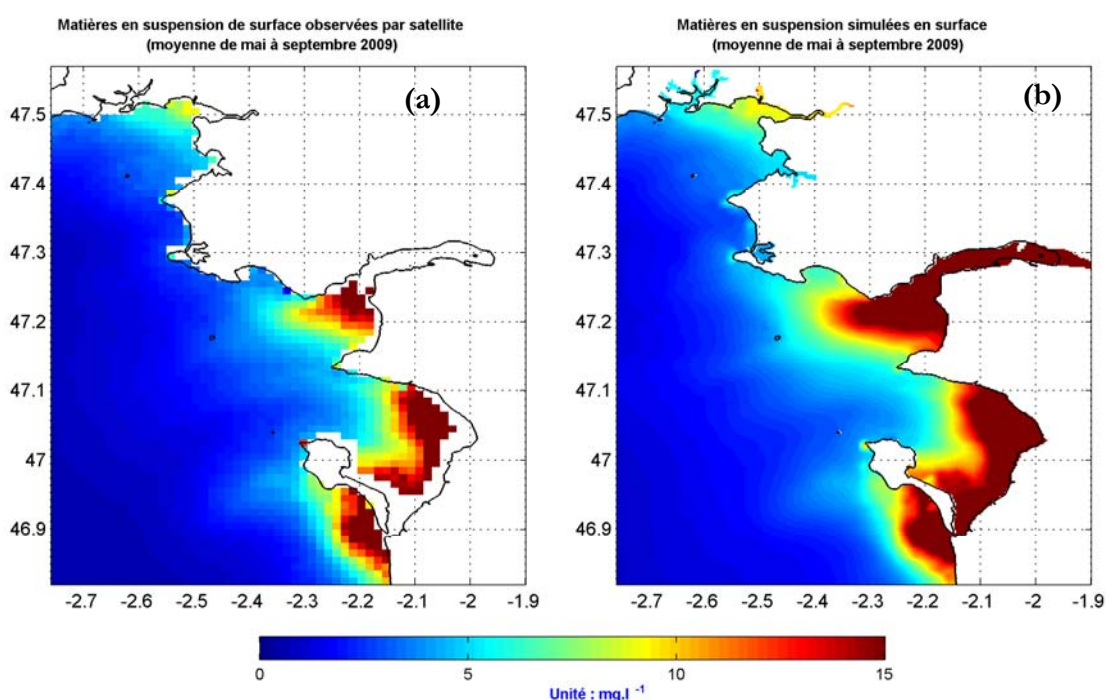 Matières en suspension de surface observées par satellite
(moyenne de mai à septembre 2009)
Matières en suspension simulées en surface
(moyenne de mai à septembre 2009)
(a)
(b)
47.5
47.4
47.3
47.2
47.1
47
46.9
-2.7 -2.6 -2.5 -2.4 -2.3 -2.2 -2.1 -2 -1.9
47.5
47.4
47.3
47.2
47.1
47
46.9
-2.7 -2.6 -2.5 -2.4 -2.3 -2.2 -2.1 -2 -1.9
0 5 10 15
Unité : mg.l -1